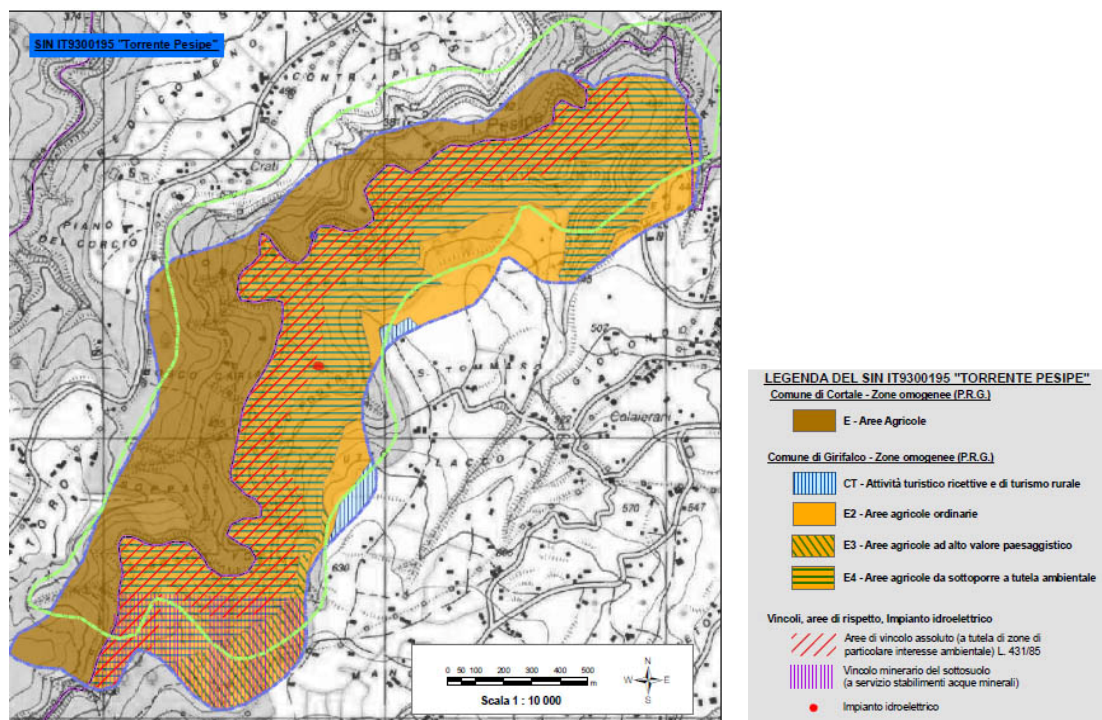 SIN IT9300195 "Torrente Pesipe"
374
CONTRA
PILO
I. Pesipe
Crati
PIANO
DEL CORCIO
502
S. TOMMASO
Colaierani
LACCO
570
547
630
0 50 100 200 300 400 500
m
Scala 1 : 10 000
N
W E
S
LEGENDA DEL SIN IT9300195 "TORRENTE PESIPE"
Comune di Cortale - Zone omogenee (P.R.G.)
E - Aree Agricole
Comune di Girifalco - Zone omogenee (P.R.G.)
CT - Attività turistico ricettive e di turismo rurale
E2 - Aree agricole ordinarie
E3 - Aree agricole ad alto valore paesaggistico
E4 - Aree agricole da sottoporre a tutela ambientale
Vincoli, aree di rispetto, Impianto idroelettrico
Aree di vincolo assoluto (a tutela di zone di
particolare interesse ambientale) L. 431/85
Vincolo minerario del sottosuolo
(a servizio stabilimenti acque minerali)
Impianto idroelettrico